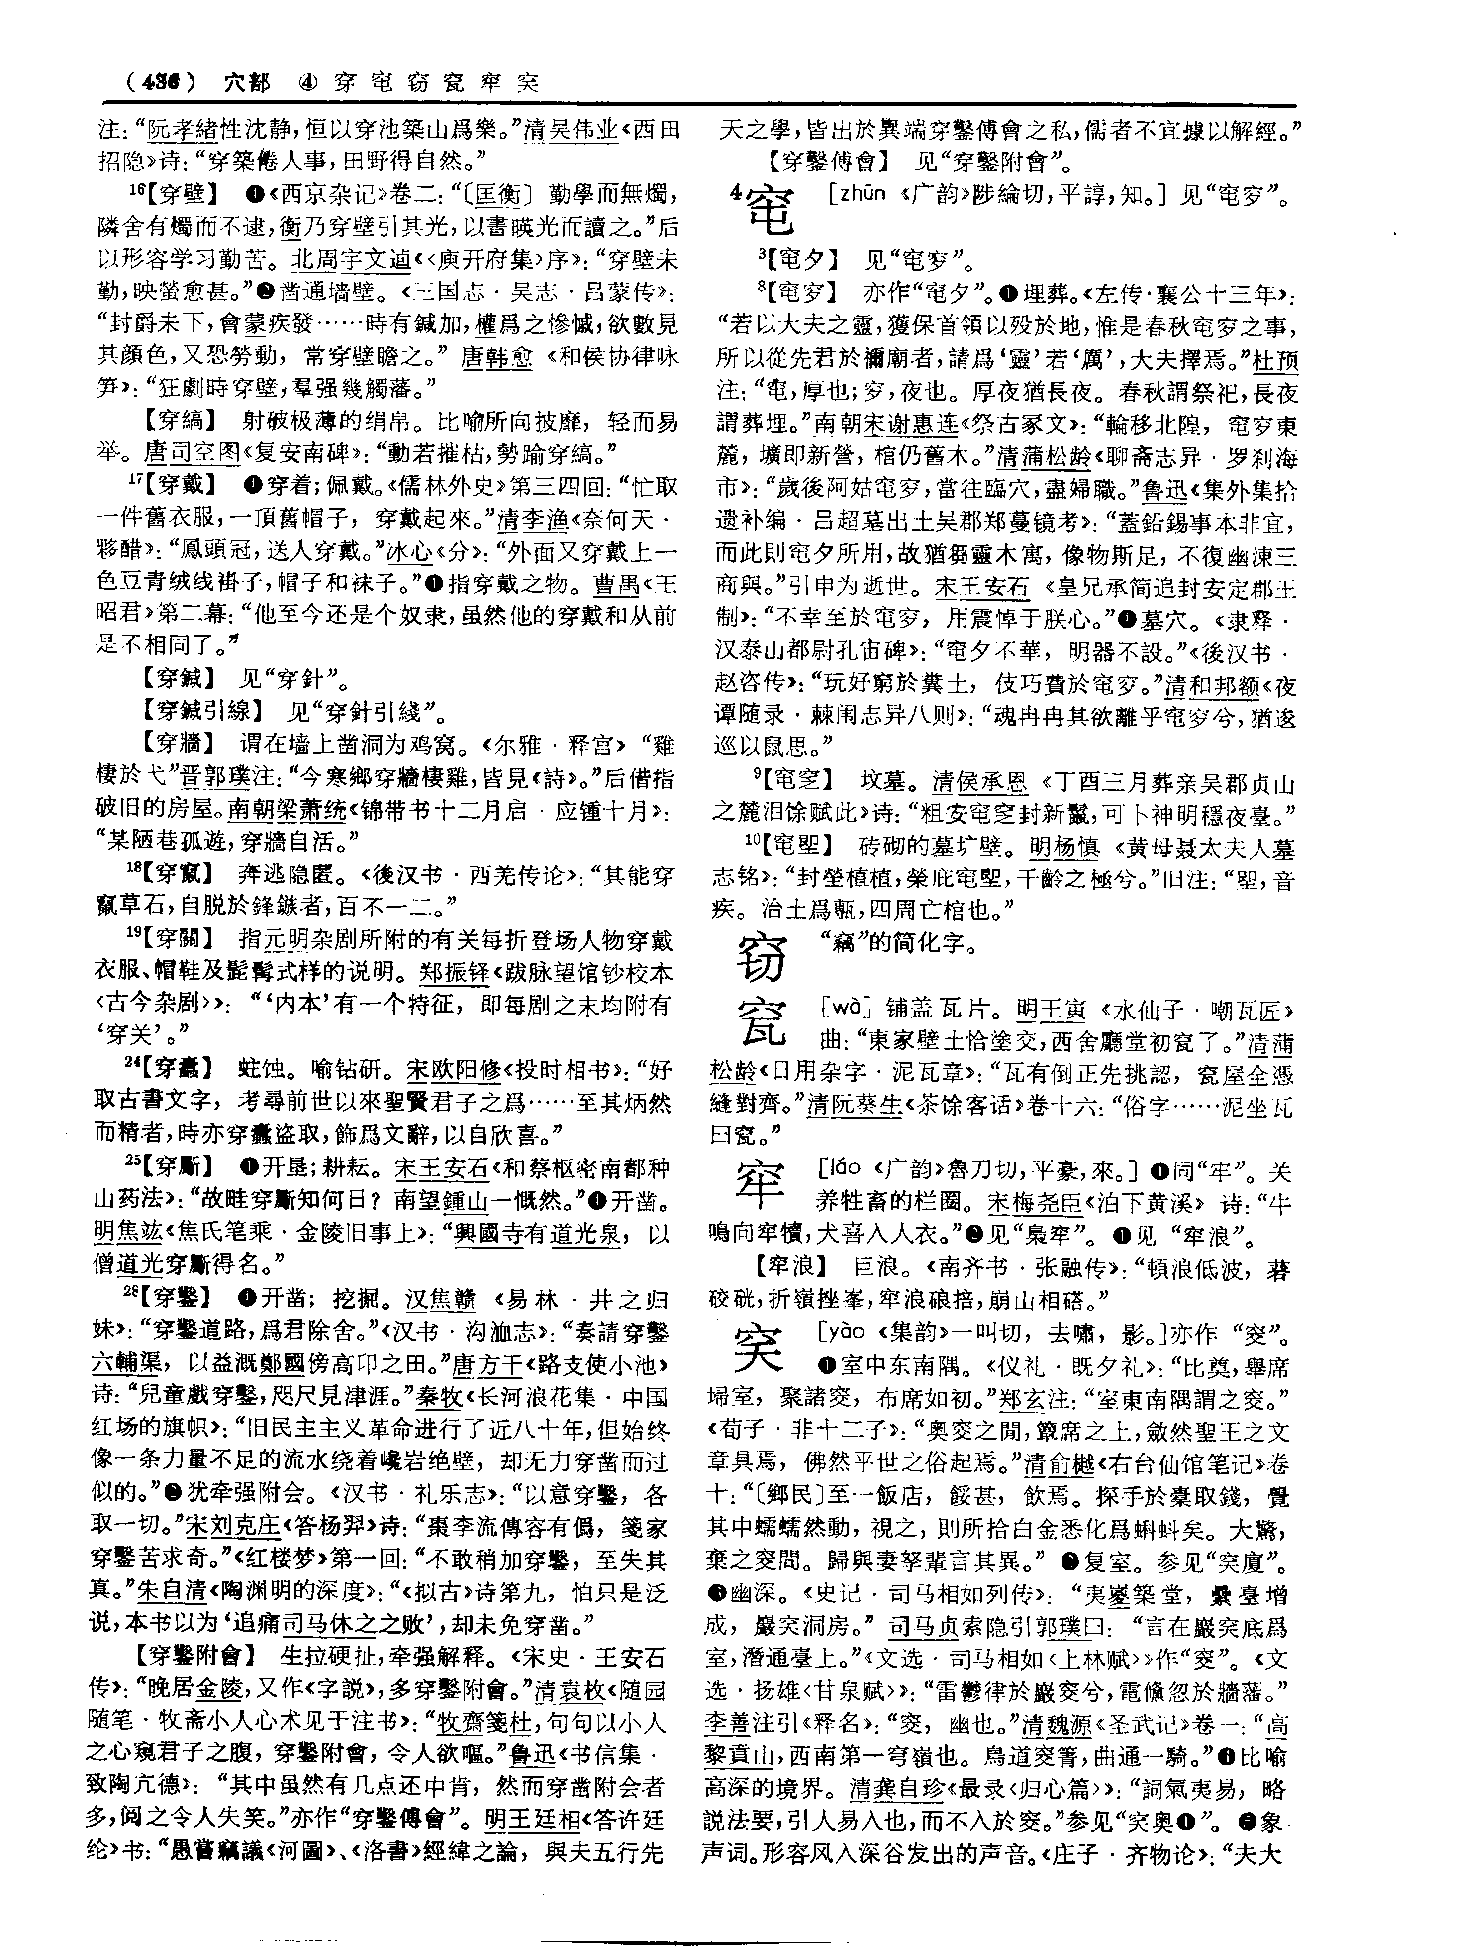 (436) 穴部 ④ 穿窀窃窊窂穾
注：“阮孝緒性沈静，恒以穿池築山爲樂。”清吴伟业《西田
招隐》诗：“穿築倦人事，田野得自然。”
16【穿壁】 ❶《西京杂记》卷二：“〔匡衡〕勤學而無燭，
隣舍有燭而不逮，衡乃穿壁引其光，以書暎光而讀之。”后
以形容学习勤苦。北周宇文逌《〈庾开府集〉序》：“穿壁未
勤，映螢愈甚。”❷凿通墙壁。《三国志·吴志·吕蒙传》：
“封爵未下，會蒙疾發……時有鍼加，權爲之慘慽，欲數見
其顔色，又恐勞動，常穿壁瞻之。”唐韩愈《和侯协律咏
笋》：“狂劇時穿壁，羣强幾觸藩。”
【穿縞】 射破极薄的绢帛。比喻所向披靡，轻而易
举。唐司空图《复安南碑》：“動若摧枯，勢踰穿縞。”
17【穿戴】 ❶穿着；佩戴。《儒林外史》第三四回：“忙取
一件舊衣服，一頂舊帽子，穿戴起來。”清李渔《奈何天·
夥醋》：“鳳頭冠，送人穿戴。”冰心《分》：“外面又穿戴上一
色豆青绒线褂子，帽子和袜子。”❷指穿戴之物。曹禺《王
昭君》第二幕：“他至今还是个奴隶，虽然他的穿戴和从前
是不相同了。”
【穿鍼】 见“穿針”。
【穿鍼引線】 见“穿針引綫”。
【穿牆】 谓在墙上凿洞为鸡窝。《尔雅·释宫》“雞
棲於弋”晋郭璞注：“今寒鄉穿牆棲雞，皆見《詩》。”后借指
破旧的房屋。南朝梁萧统《锦带书十二月启·应锺十月》：
“某陋巷孤遊，穿牆自活。”
18【穿竄】 奔逃隐匿。《後汉书·西羌传论》：“其能穿
竄草石，自脱於鋒鏃者，百不一二。”
19【穿關】 指元明杂剧所附的有关每折登场人物穿戴
衣服、帽鞋及髭髯式样的说明。郑振铎《跋脉望馆钞校本
〈古今杂剧〉》：“‘内本’有一个特征，即每剧之末均附有
‘穿关’。”
24【穿蠹】 蛀蚀。喻钻研。宋欧阳修《投时相书》：“好
取古書文字，考尋前世以來聖賢君子之爲……至其炳然
而精者，時亦穿蠹盜取，飾爲文辭，以自欣喜。”
25【穿斸】 ❶开垦；耕耘。宋王安石《和蔡枢密南都种
山药法》：“故畦穿斸知何日？南望鍾山一慨然。”❷开凿。
明焦竑《焦氏笔乘·金陵旧事上》：“興國寺有道光泉，以
僧道光穿斸得名。”
28【穿鑿】 ❶开凿；挖掘。汉焦赣《易林·井之归
妹》：“穿鑿道路，爲君除舍。”《汉书·沟洫志》：“奏請穿鑿
六輔渠，以益溉鄭國傍高卬之田。”唐方干《路支使小池》
诗：“兒童戲穿鑿，咫尺見津涯。”秦牧《长河浪花集·中国
红场的旗帜》：“旧民主主义革命进行了近八十年，但始终
像一条力量不足的流水绕着巉岩绝壁，却无力穿凿而过
似的。”❷犹牵强附会。《汉书·礼乐志》：“以意穿鑿，各
取一切。”宋刘克庄《答杨羿》诗：“棗李流傳容有僞，箋家
穿鑿苦求奇。”《红楼梦》第一回：“不敢稍加穿鑿，至失其
真。”朱自清《陶渊明的深度》：“《拟古》诗第九，怕只是泛
说，本书以为‘追痛司马休之之败’，却未免穿凿。”
【穿鑿附會】 生拉硬扯，牵强解释。《宋史·王安石
传》：“晚居金陵，又作《字説》，多穿鑿附會。”清袁枚《随园
随笔·牧斋小人心术见于注书》：“牧齋箋杜，句句以小人
之心窺君子之腹，穿鑿附會，令人欲嘔。”鲁迅《书信集·
致陶亢德》：“其中虽然有几点还中肯，然而穿凿附会者
多，阅之令人失笑。”亦作“穿鑿傅會”。明王廷相《答许廷
纶》书：“愚嘗竊議《河圖》、《洛書》經緯之論，與夫五行先
天之學，皆出於異端穿鑿傅會之私，儒者不宜據以解經。”
【穿鑿傅會】 见“穿鑿附會”。
4窀 [zhūn《广韵》陟綸切，平諄，知。] 见“窀穸”。
3【窀夕】 见“窀穸”。
8【窀穸】 亦作“窀夕”。❶埋葬。《左传·襄公十三年》：
“若以大夫之靈，獲保首領以殁於地，惟是春秋窀穸之事，
所以從先君於禰廟者，請爲‘靈’若‘厲’，大夫擇焉。”杜预
注：“窀，厚也；穸，夜也。厚夜猶長夜。春秋謂祭祀，長夜
謂葬埋。”南朝宋谢惠连《祭古冢文》：“輪移北隍，窀穸東
麓，壙即新營，棺仍舊木。”清蒲松龄《聊斋志异·罗刹海
市》：“歲後阿姑窀穸，當往臨穴，盡婦職。”鲁迅《集外集拾
遗补编·吕超墓出土吴郡郑蔓镜考》：“蓋鉛錫事本非宜，
而此則窀夕所用，故猶芻靈木寓，像物斯足，不復幽涷三
商與。”引申为逝世。宋王安石《皇兄承简追封安定郡王
制》：“不幸至於窀穸，用震悼于朕心。”❷墓穴。《隶释·
汉泰山都尉孔宙碑》：“窀夕不華，明器不設。”《後汉书·
赵咨传》：“玩好窮於糞土，伎巧費於窀穸。”清和邦额《夜
谭随录·棘闱志异八则》：“魂冉冉其欲離乎窀穸兮，猶逡
巡以鼠思。”
9【窀窆】 坟墓。清侯承恩《丁酉三月葬亲吴郡贞山
之麓泪馀赋此》诗：“粗安窀窆封新鬣，可卜神明穩夜臺。”
10【窀堲】 砖砌的墓圹壁。明杨慎《黄母聂太夫人墓
志铭》：“封塋樍植，榮庇窀堲，千齡之極兮。”旧注：“堲，音
疾。治土爲甎，四周亡棺也。”
窃 “竊”的简化字。
窊 [wà] 铺盖瓦片。明王寅《水仙子·嘲瓦匠》
曲：“東家壁土恰塗交，西舍廳堂初窊了。”清蒲
松龄《日用杂字·泥瓦章》：“瓦有倒正先挑認，窊屋全憑
縫對齊。”清阮葵生《茶馀客话》卷十六：“俗字……泥坐瓦
曰窊。”
窂 [láo《广韵》魯刀切，平豪，來。] ❶同“牢”。关
养牲畜的栏圈。宋梅尧臣《泊下黄溪》诗：“牛
鳴向窂犢，犬喜入人衣。”❷见“梟窂”。❸见“窂浪”。
【窂浪】 巨浪。《南齐书·张融传》：“頓浪低波，
硿硄，折嶺挫峯，窂浪硠掊，崩山相磕。”
穾 [yào《集韵》一叫切，去嘯，影。]亦作“窔”。
❶室中东南隅。《仪礼·既夕礼》：“比奠，舉席
埽室，聚諸窔，布席如初。”郑玄注：“室東南隅謂之窔。”
《荀子·非十二子》：“奥窔之間，簟席之上，斂然聖王之文
章具焉，佛然平世之俗起焉。”清俞樾《右台仙馆笔记》卷
十：“〔鄉民〕至一飯店，餒甚，飲焉。探手於橐取錢，覺
其中蠕蠕然動，視之，則所拾白金悉化爲蝌蚪矣。大驚，
棄之窔間。歸與妻孥輩言其異。”❷复室。参见“穾廈”。
❸幽深。《史记·司马相如列传》：“夷嵏築堂，纍臺增
成，巖穾洞房。”司马贞索隐引郭璞曰：“言在巖穾底爲
室，潛通臺上。”《文选·司马相如〈上林赋〉》作“窔”。《文
选·扬雄〈甘泉赋〉》：“雷鬱律於巖窔兮，電儵忽於牆藩。”
李善注引《释名》：“窔，幽也。”清魏源《圣武记》卷一：“高
黎貢山，西南第一穹嶺也。鳥道窔箐，曲通一騎。”❹比喻
高深的境界。清龚自珍《最录〈归心篇〉》：“詞氣夷易，略
説法要，引人易入也，而不入於窔。”参见“穾奥❶”。❺象
声词。形容风入深谷发出的声音。《庄子·齐物论》：“夫大